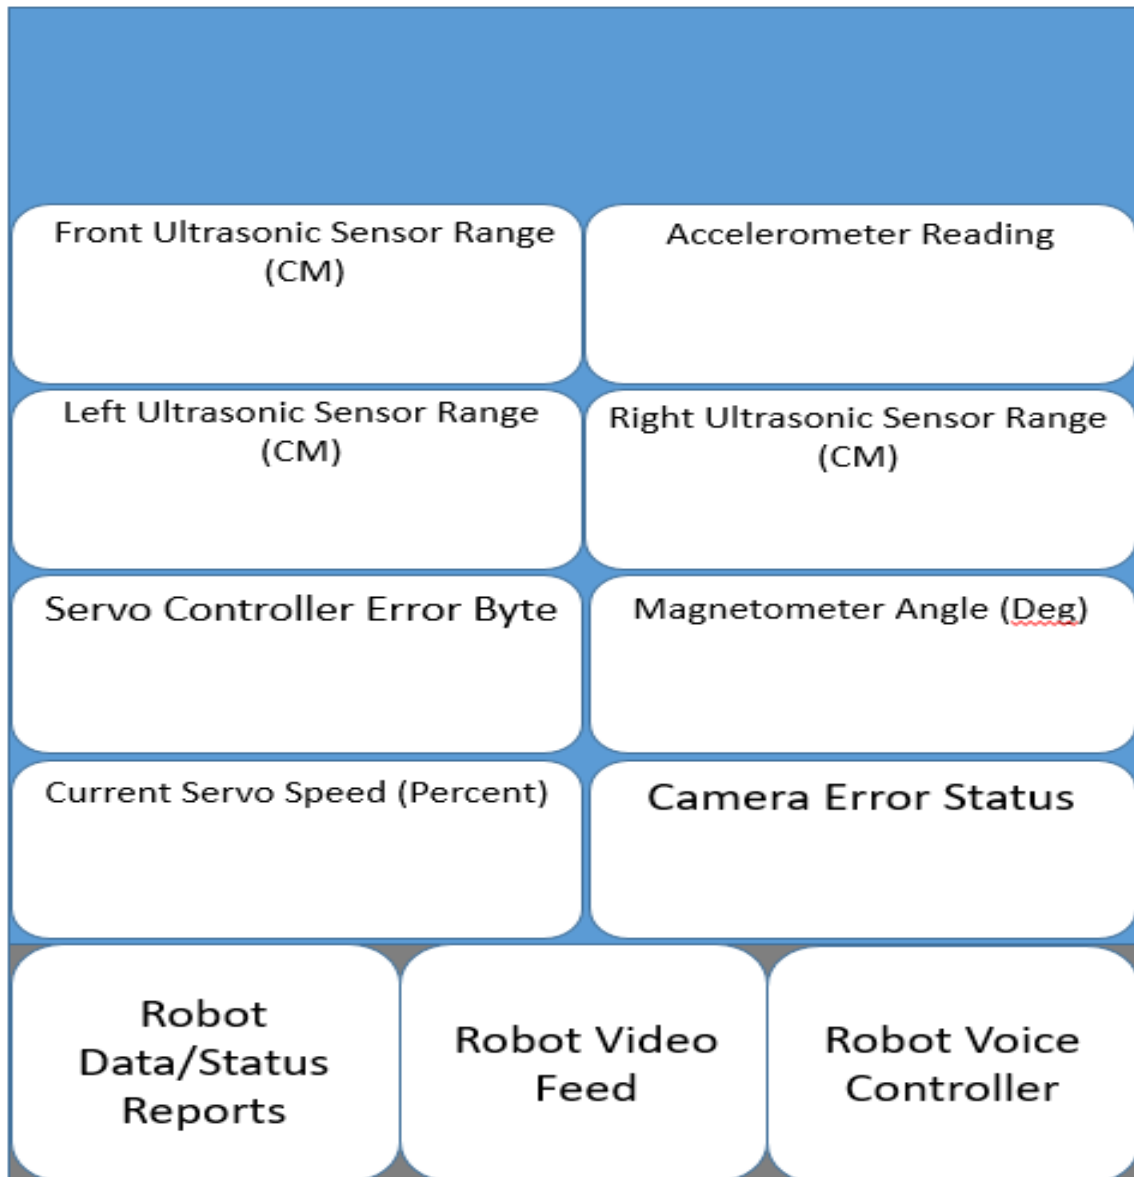 Front Ultrasonic Sensor Range
(CM)
Accelerometer Reading
Left Ultrasonic Sensor Range
(CM)
Right Ultrasonic Sensor Range
(CM)
Servo Controller Error Byte
Magnetometer Angle (Deg)
Current Servo Speed (Percent)
Camera Error Status
Robot
Data/Status
Reports
Robot Video
Feed
Robot Voice
Controller